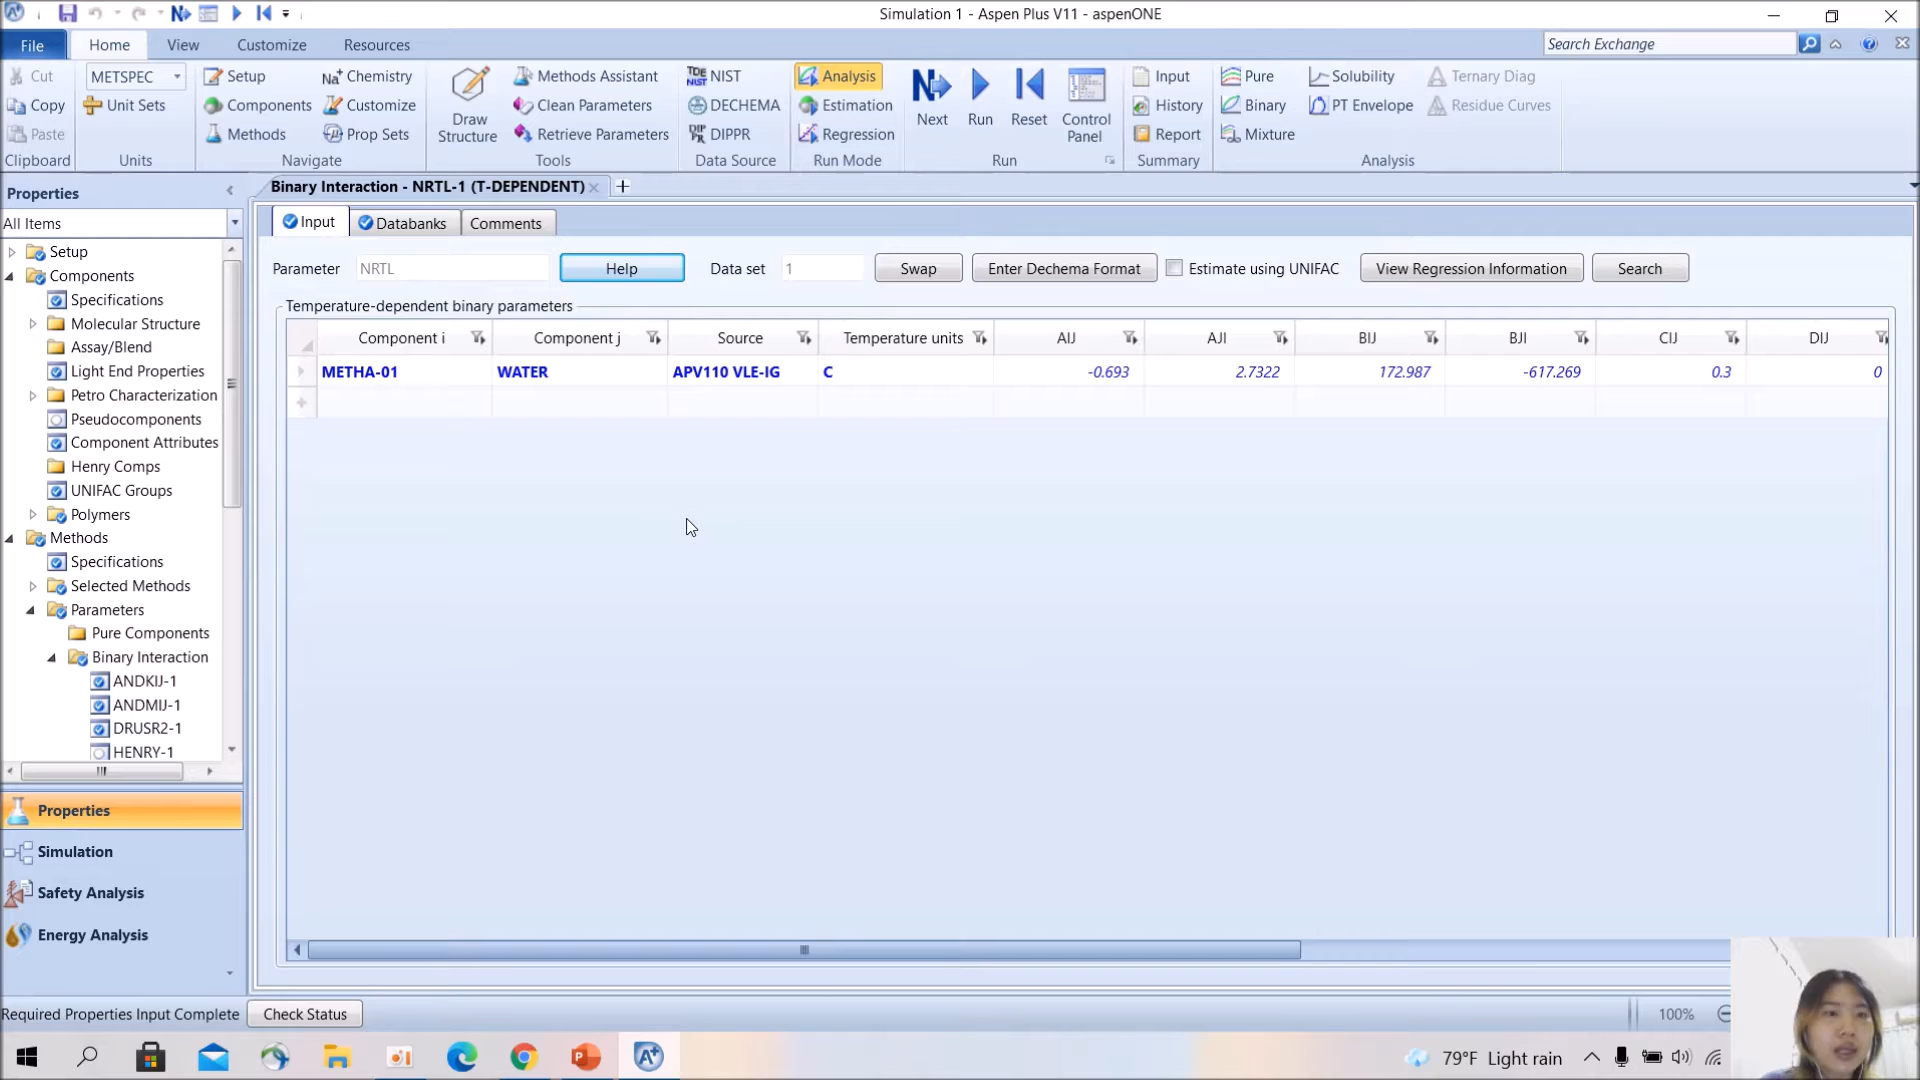 Simulation 1 - Aspen Plus V11 - aspenONE
File Home View Customize Resources Search Exchange
Cut METSPEC Setup Chemistry Methods Assistant NIST Analysis Input Pure Solubility Ternary Diag
Copy Unit Sets Components Customize Clean Parameters DECHEMA Estimation Next Run Reset Control Panel History Binary PT Envelope Residue Curves
Paste Methods Prop Sets Draw Structure Retrieve Parameters DIPPR Regression Report Mixture
Clipboard Units Navigate Tools Data Source Run Mode Run Summary Analysis
Properties
All Items
Setup
Components
Specifications
Molecular Structure
Assay/Blend
Light End Properties
Petro Characterization
Pseudocomponents
Component Attributes
Henry Comps
UNIFAC Groups
Polymers
Methods
Specifications
Selected Methods
Parameters
Pure Components
Binary Interaction
ANDKIJ-1
ANDMIJ-1
DRUSR2-1
HENRY-1
Properties
Simulation
Safety Analysis
Energy Analysis
Binary Interaction - NRTL-1 (T-DEPENDENT)
Input Databanks Comments
Parameter NRTL Help Data set 1 Swap Enter Dechema Format Estimate using UNIFAC View Regression Information Search
Temperature-dependent binary parameters
Component i Component j Source Temperature units AIJ AJI BIJ BJI CIJ DIJ
METHA-01 WATER APV110 VLE-IG C -0.693 2.7322 172.987 -617.269 0.3 0
Required Properties Input Complete Check Status 100%
79°F Light rain